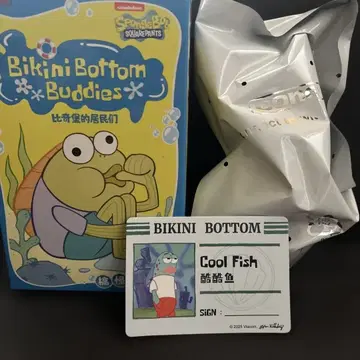 nickelodeon
SpongeBob
SQUAREPANTS
Bikini Bottom
Buddies
比奇堡的居民们
BIKINI BOTTOM
Cool Fish
酷酷鱼
SIGN: